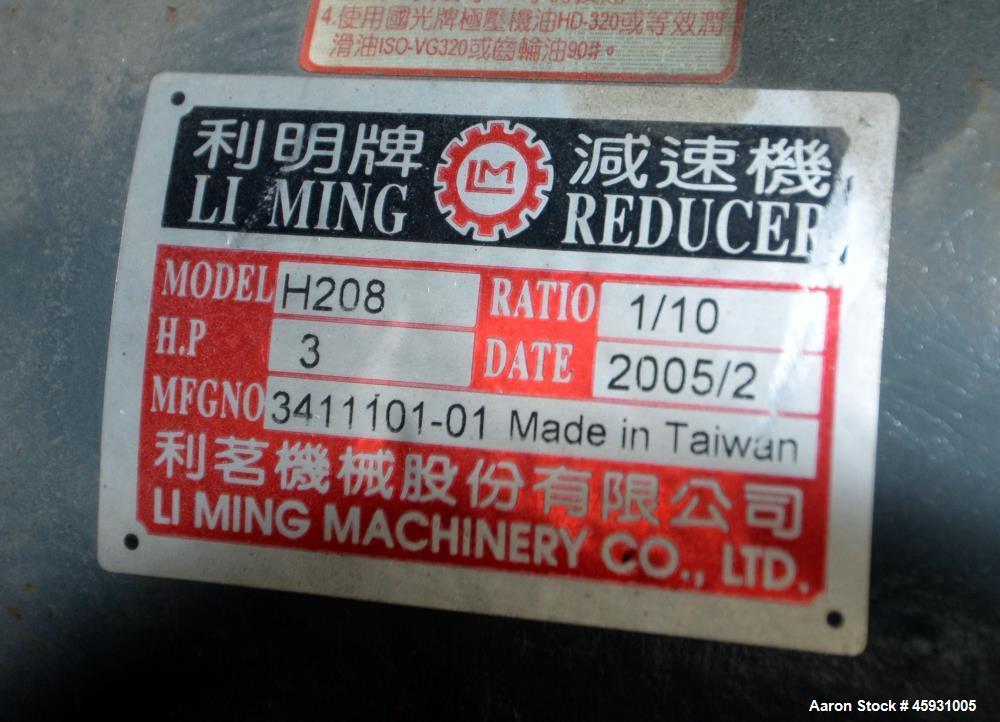 4.使用國光牌極壓機油HD-320或等效潤
滑油ISO-VG320或齒輪油90#。
利明牌 LM 減速機
LI MING REDUCER
MODEL H208 RATIO 1/10
H.P 3 DATE 2005/2
MFGNO 3411101-01 Made in Taiwan
利茗機械股份有限公司
LI MING MACHINERY CO., LTD.
Aaron Stock # 45931005